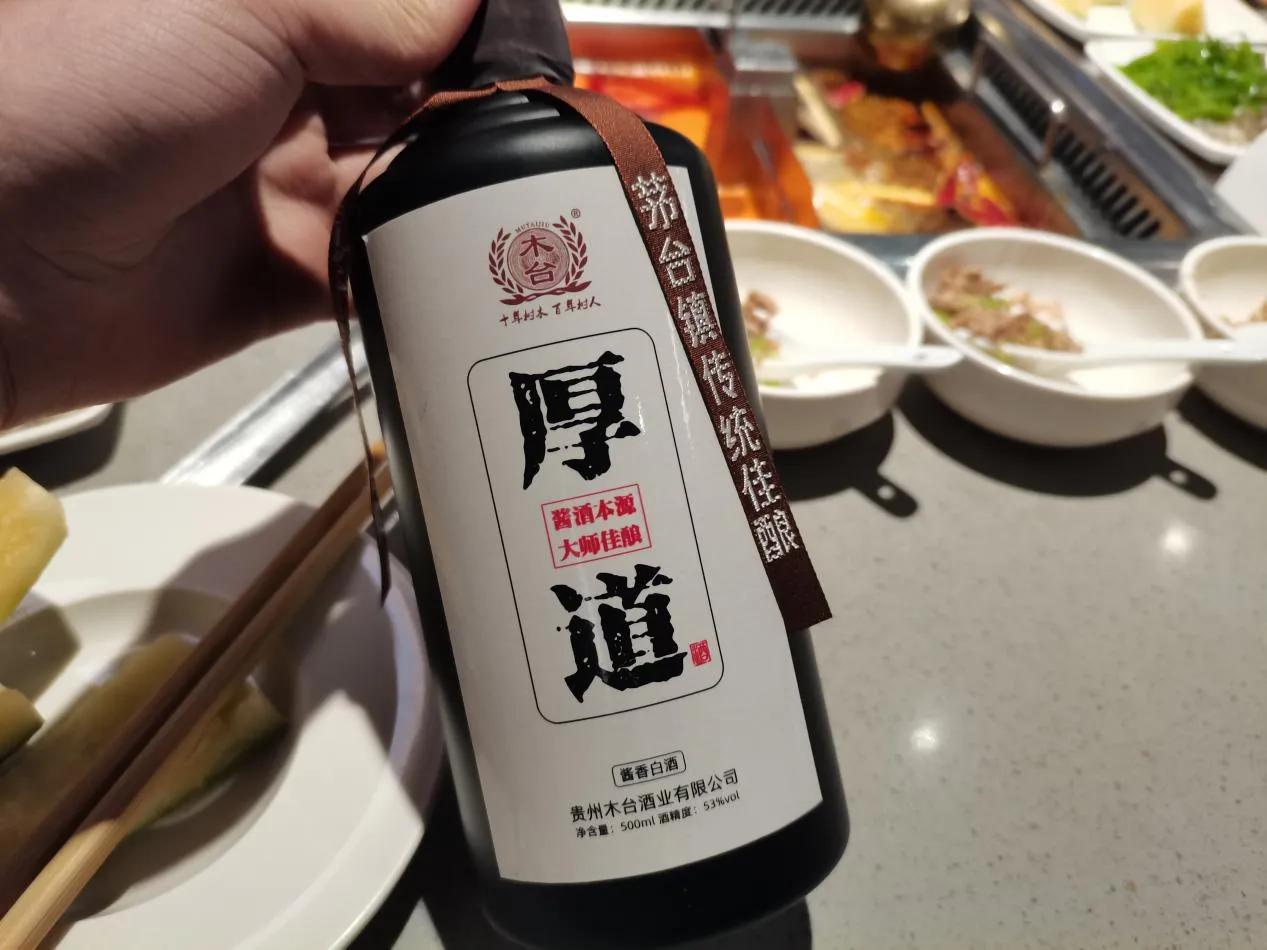 MUTAIJIU
木台
®
十年树木 百年树人
厚
酱酒本源
大师佳酿
道
酱香白酒
贵州木台酒业有限公司
净含量：500ml 酒精度：53%vol
茅台镇传统佳酿